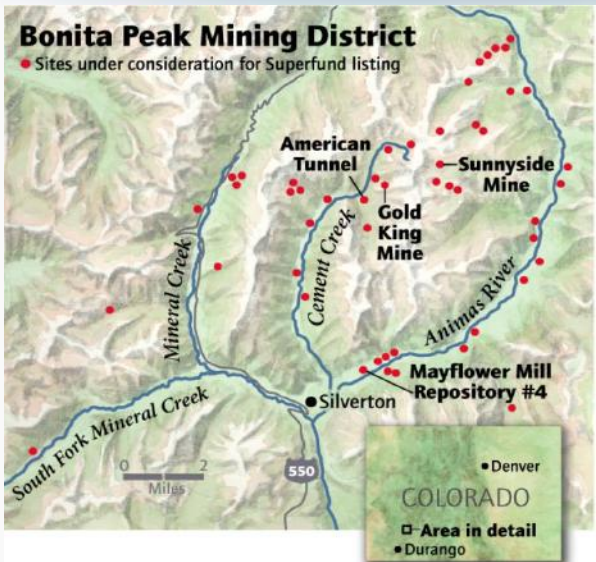 Bonita Peak Mining District
Sites under consideration for Superfund listing
American
Tunnel
Sunnyside
Mine
Gold
King
Mine
Cement Creek
Mineral Creek
Animas River
Mayflower Mill
Repository #4
Silverton
South Fork Mineral Creek
0 2
Miles
550
Denver
COLORADO
Area in detail
Durango